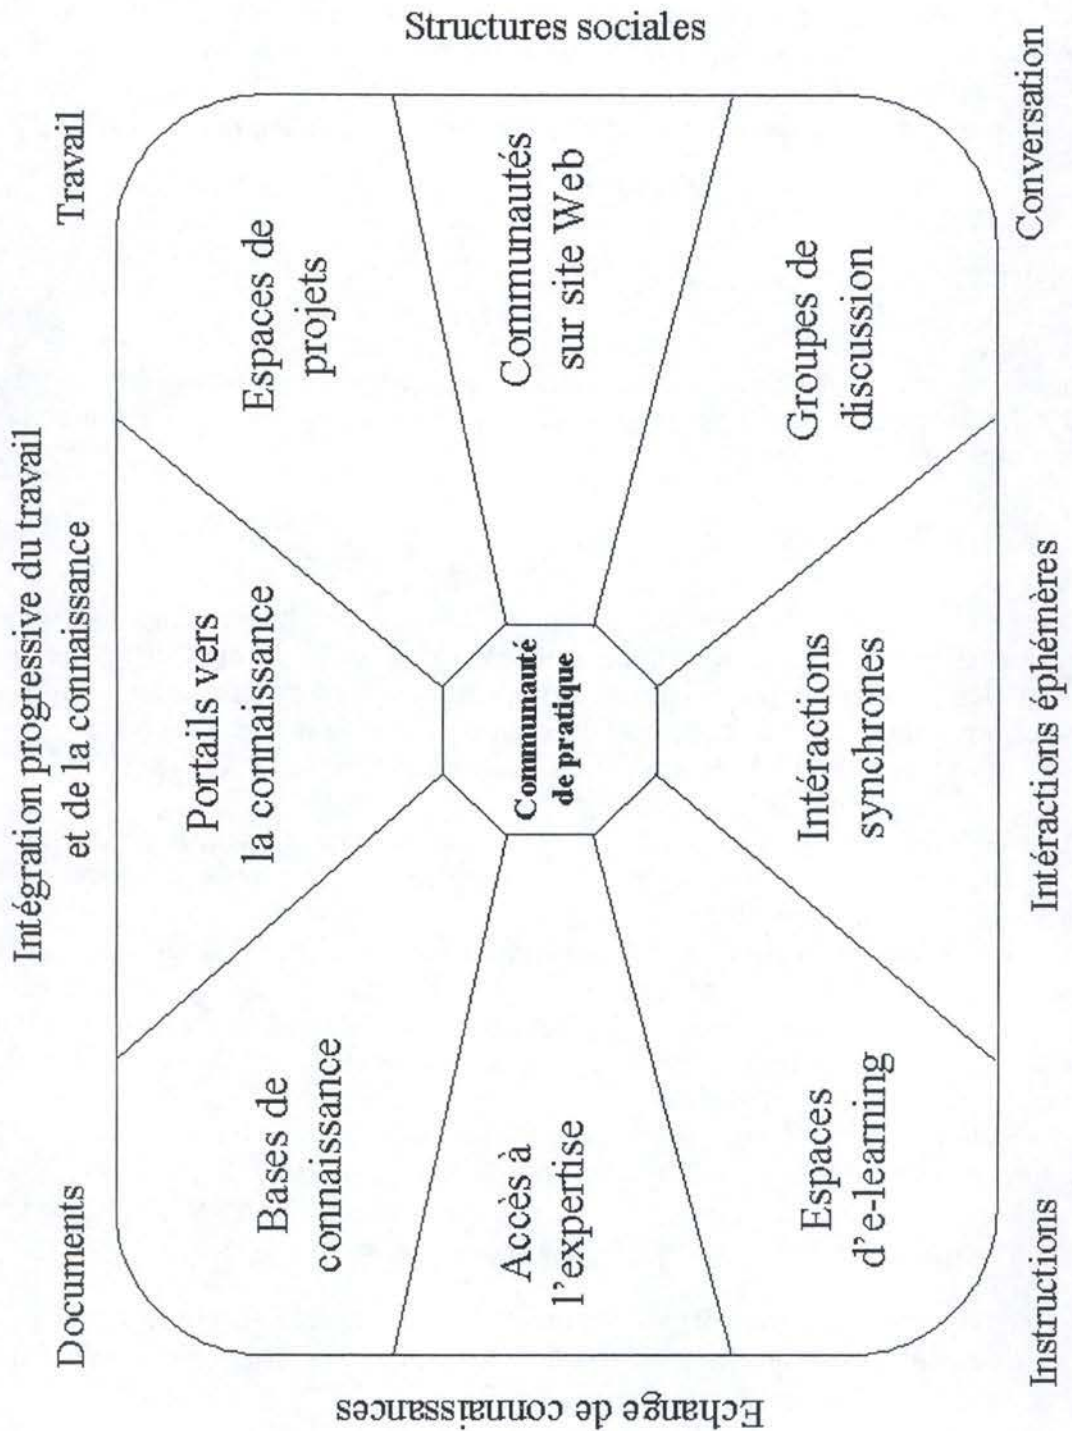 Structures sociales
Intégration progressive du travail
et de la connaissance
Documents
Travail
Portails vers
la connaissance
Bases de
connaissance
Espaces de
projets
Accès à
l'expertise
Communauté
de pratique
Communautés
sur site Web
Espaces
d'e-learning
Intéractions
synchrones
Groupes de
discussion
Instructions
Intéractions éphémères
Conversation
Echange de connaissances